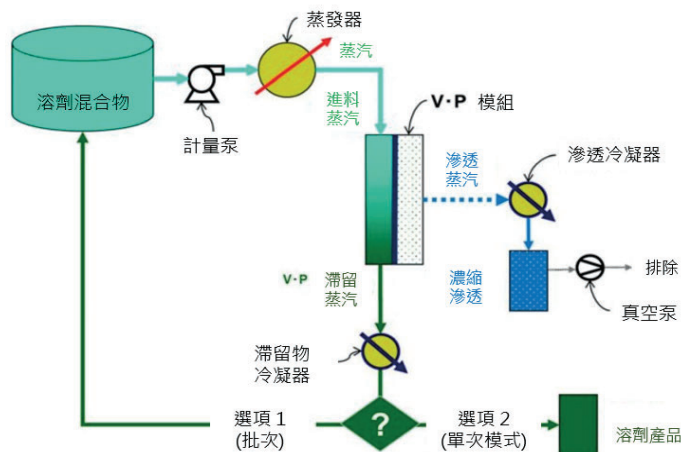 蒸發器
蒸汽
溶劑混合物
計量泵
進料
蒸汽
V·P 模組
滲透
蒸汽
滲透冷凝器
濃縮
滲透
排除
真空泵
V·P 滯留
蒸汽
滯留物
冷凝器
?
選項 1
(批次)
選項 2
(單次模式)
溶劑產品